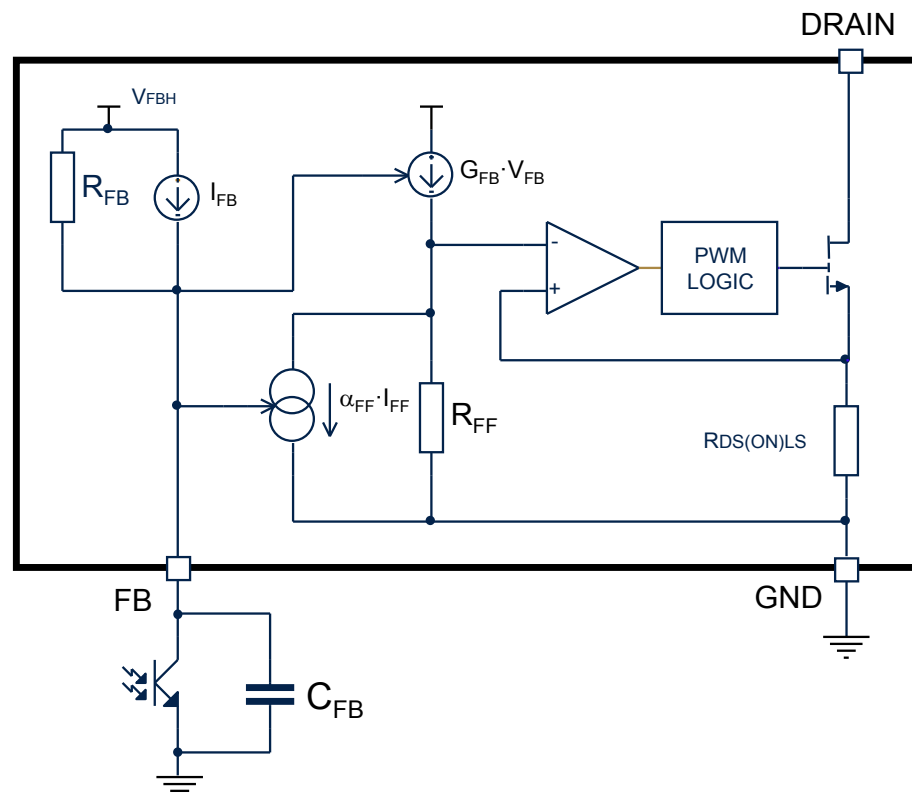 DRAIN
VFBH
RFB
IFB
GFB·VFB
-
+
PWM
LOGIC
αFF·IFF
RFF
RDS(ON)LS
FB
GND
CFB